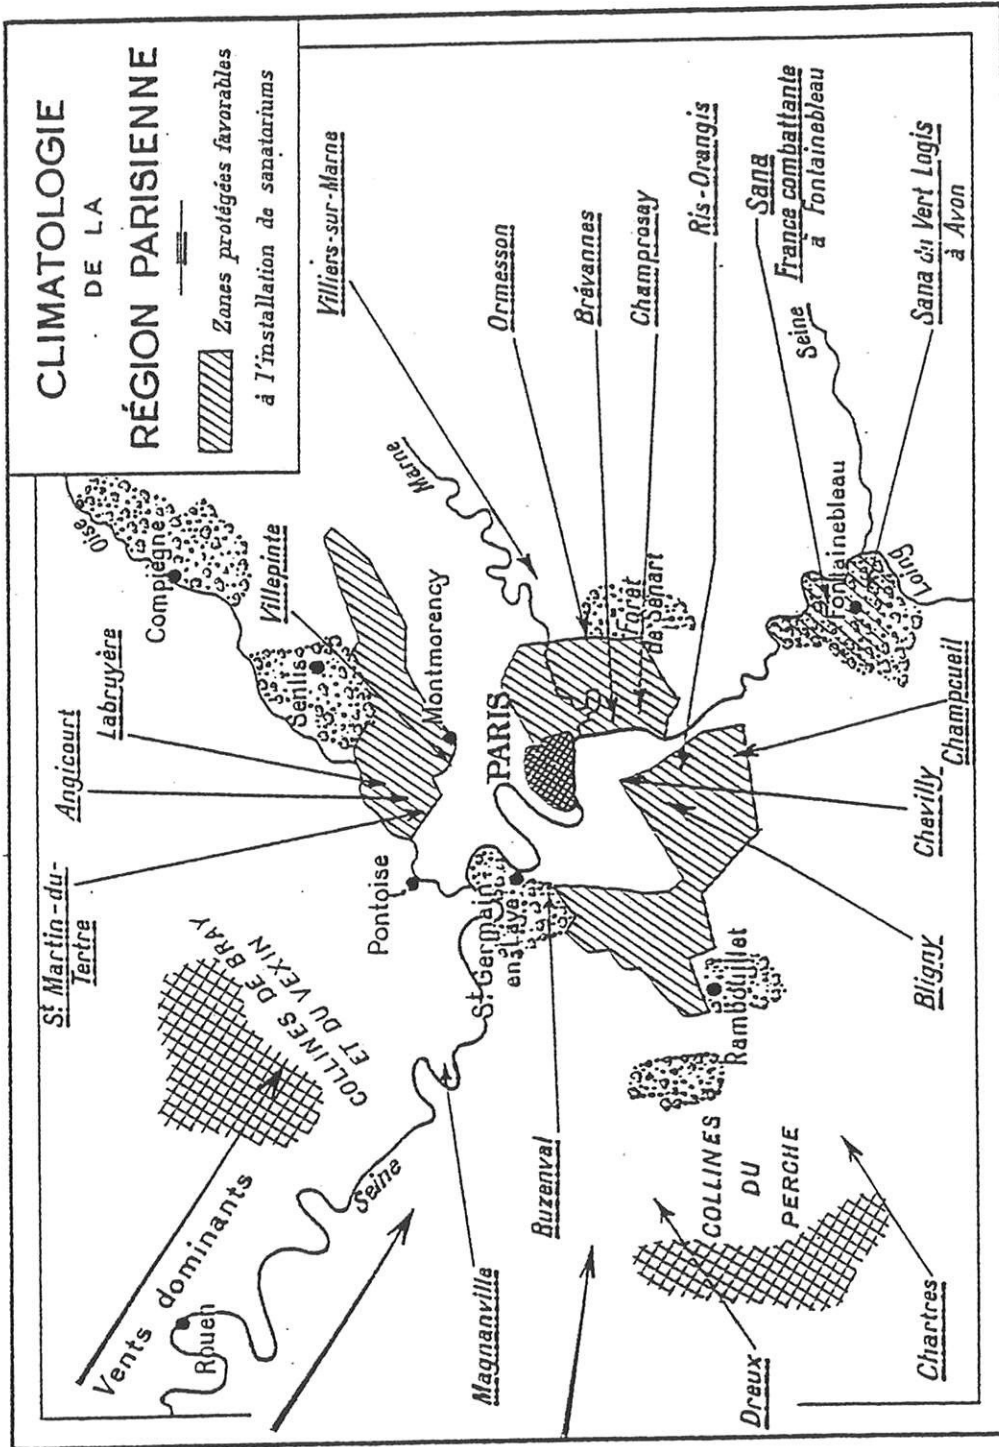 CLIMATOLOGIE
DE LA
RÉGION PARISIENNE
Zones protégées favorables
à l'installation de sanatoriums
St Martin-du-
Tertre
Angicourt
Labruyère
Villepinte
Oise
Compiègne
Senlis
Montmorency
Pontoise
COLLINES DE BRAY
ET DU VEXIN
Vents dominants
Rouen
Seine
St Germain
en Laye
PARIS
Marne
Villiers-sur-Marne
Ormesson
Brévannes
Champrosay
Ris-Orangis
Forêt
de Sénart
Sana
France combattante
à Fontainebleau
Seine
Sana du Vert Logis
à Avon
Fontainebleau
Loing
Magnanville
Buzenval
Rambouillet
COLLINES
DU
PERCHE
Dreux
Chartres
Bligny
Chevilly
Champcueil